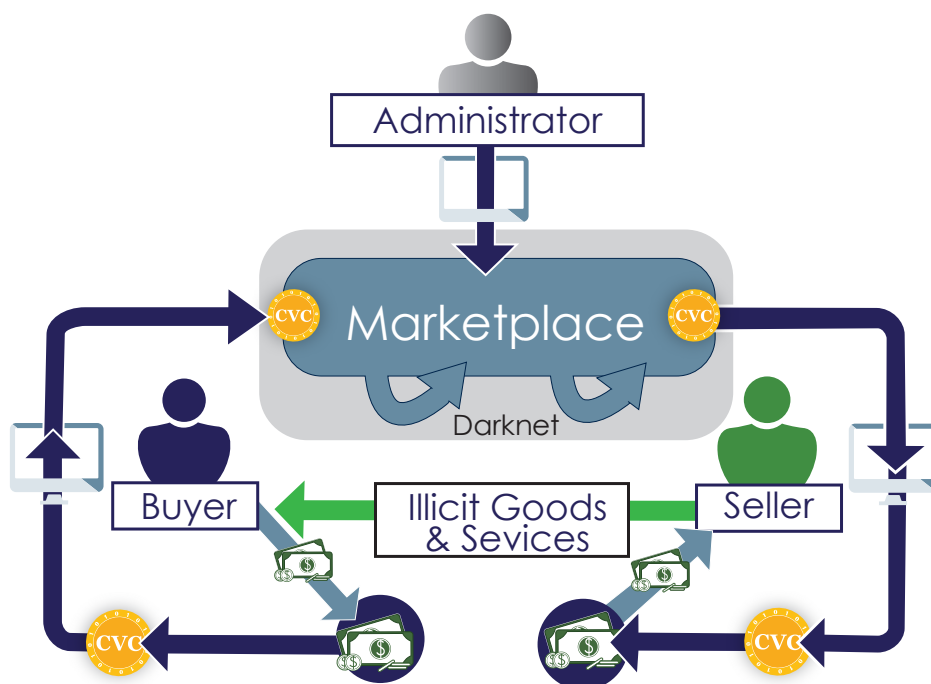 Administrator
CVC
Marketplace
CVC
Darknet
Buyer
Illicit Goods
& Sevices
Seller
CVC
CVC